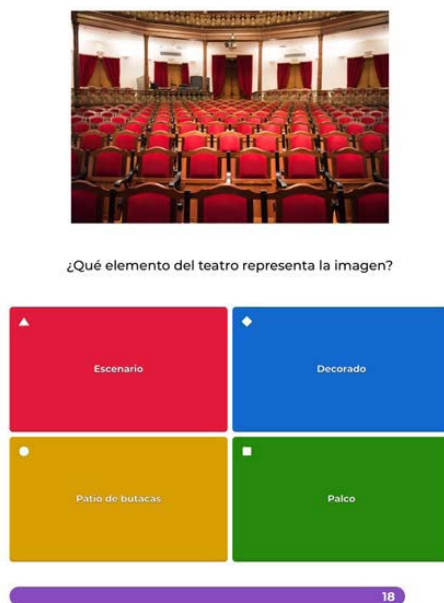 ¿Qué elemento del teatro representa la imagen?
Escenario
Decorado
Patio de butacas
Palco
18